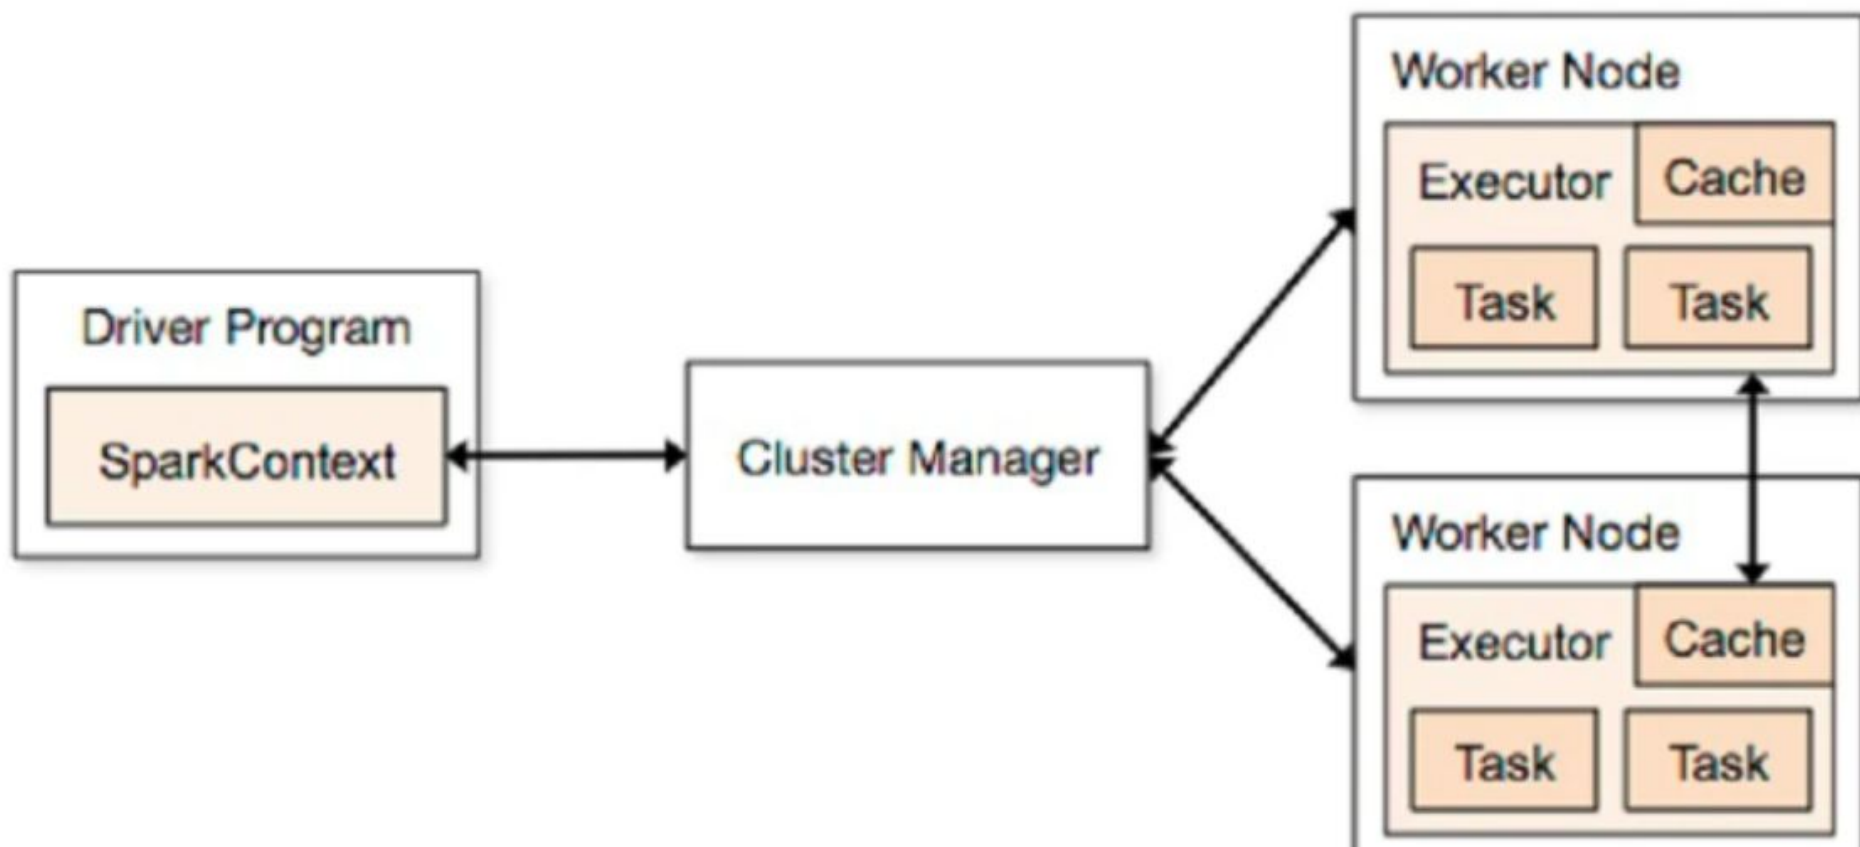 Driver Program
SparkContext
Cluster Manager
Worker Node
Executor
Cache
Task
Task
Worker Node
Executor
Cache
Task
Task